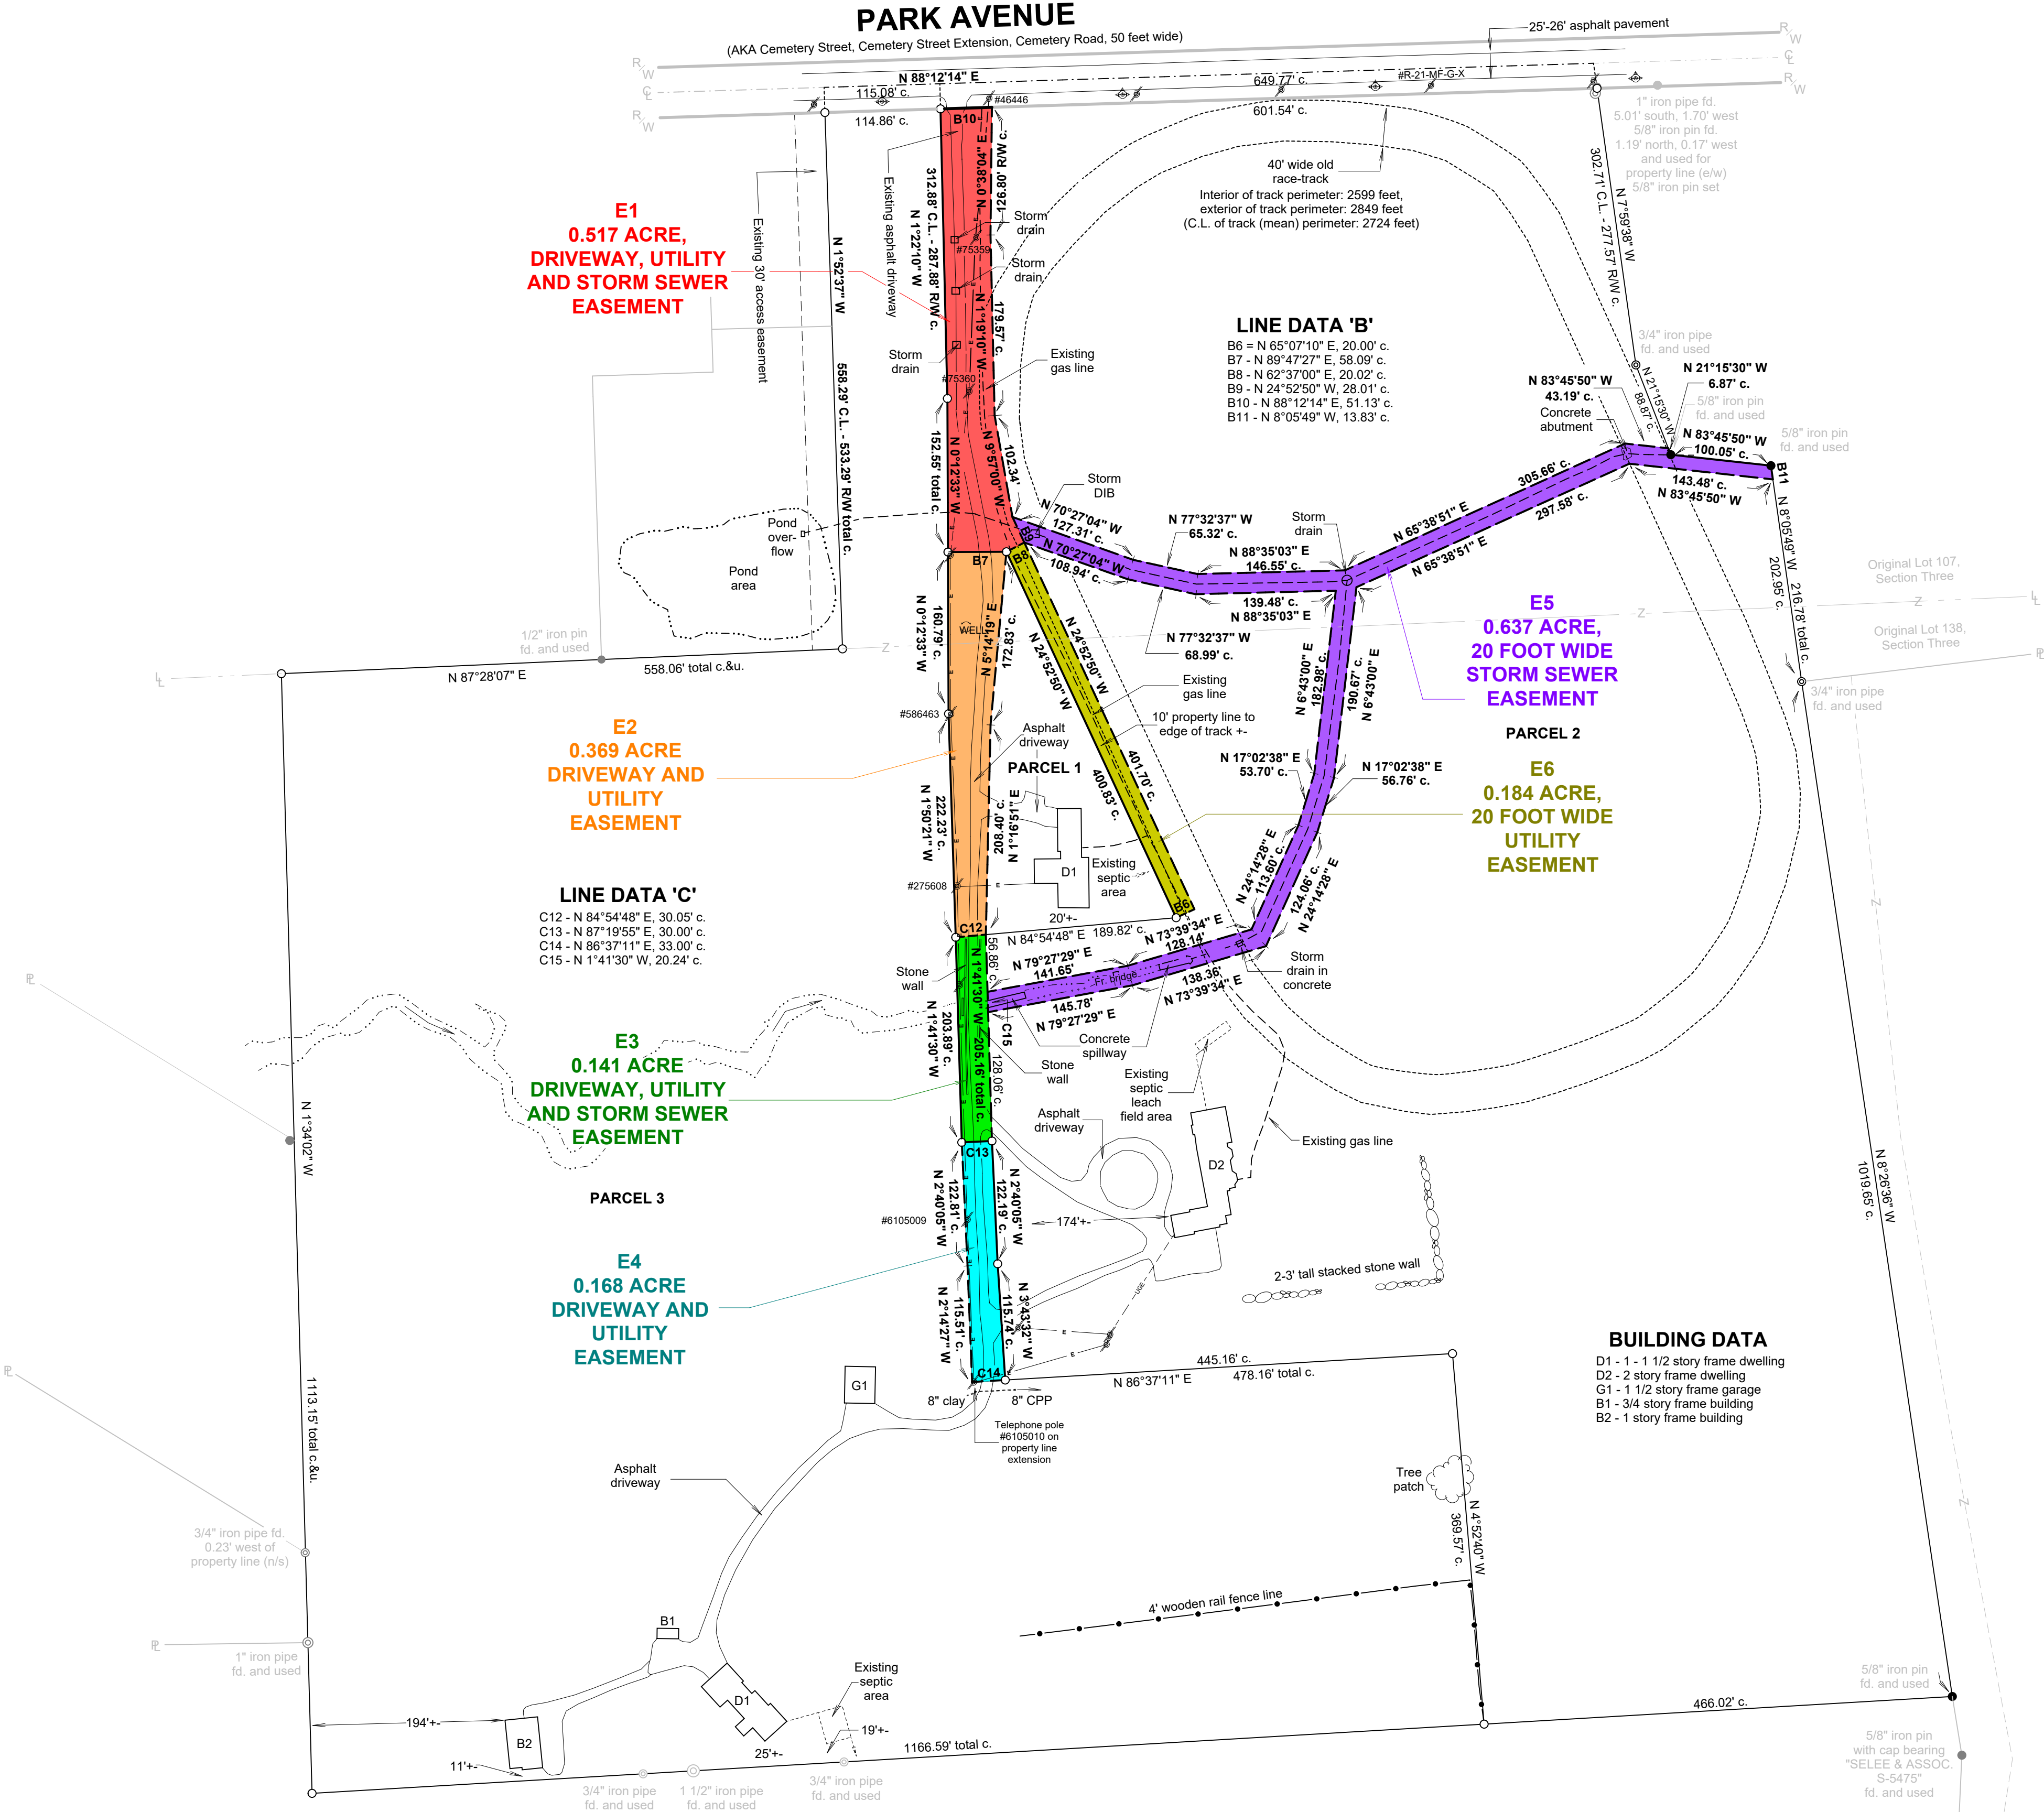 PARK AVENUE
(AKA Cemetery Street, Cemetery Street Extension, Cemetery Road, 50 feet wide)
25'-26' asphalt pavement
R/W
R/W
C/L
C/L
R/W
R/W
N 88°12'14" E
115.08' c.
114.86' c.
649.77' c.
601.54' c.
#R-21-MF-G-X
#46446
B10
1" iron pipe fd.
5.01' south, 1.70' west
5/8" iron pin fd.
1.19' north, 0.17' west
and used for
property line (e/w)
5/8" iron pin set
40' wide old
race-track
Interior of track perimeter: 2599 feet,
exterior of track perimeter: 2849 feet
(C.L. of track (mean) perimeter: 2724 feet)
N 0°38'04" E
126.80' R/W c.
312.88' C.L. - 287.88' R/W c.
N 1°22'10" W
Existing asphalt driveway
Existing 30' access easement
N 1°52'37" W
558.29' C.L. - 533.29' R/W total c.
N 7°59'38" W
302.71' C.L. - 277.57' R/W c.
E1
0.517 ACRE,
DRIVEWAY, UTILITY
AND STORM SEWER
EASEMENT
Storm
drain
#75359
Storm
drain
N 1°19'10" W
179.57' c.
Storm
drain
#75360
Existing
gas line
LINE DATA 'B'
B6 = N 65°07'10" E, 20.00' c.
B7 - N 89°47'27" E, 58.09' c.
B8 - N 62°37'00" E, 20.02' c.
B9 - N 24°52'50" W, 28.01' c.
B10 - N 88°12'14" E, 51.13' c.
B11 - N 8°05'49" W, 13.83' c.
3/4" iron pipe
fd. and used
N 21°15'30" W
88.87' c.
N 21°15'30" W
6.87' c.
N 83°45'50" W
43.19' c.
Concrete
abutment
5/8" iron pin
fd. and used
5/8" iron pin
fd. and used
N 83°45'50" W
100.05' c.
143.48' c.
N 83°45'50" W
B11
N 8°05'49" W
216.78' total c.
202.95' c.
152.55' total c.
N 0°12'33" W
N 9°57'00" W
102.34'
Storm
DIB
B9
N 70°27'04" W
127.31' c.
N 70°27'04" W
108.94' c.
N 77°32'37" W
65.32' c.
N 77°32'37" W
68.99' c.
N 88°35'03" E
146.55' c.
139.48' c.
N 88°35'03" E
Storm
drain
305.66' c.
N 65°38'51" E
297.58' c.
N 65°38'51" E
Pond
over-
flow
Pond
area
B7
B8
Original Lot 107,
Section Three
Z
Z
Original Lot 138,
Section Three
3/4" iron pipe
fd. and used
1/2" iron pin
fd. and used
N 87°28'07" E
558.06' total c.&u.
Z
160.79' c.
N 0°12'33" W
WELL
N 5°14'19" E
172.83' c.
N 24°52'50" W
401.70' c.
N 24°52'50" W
400.83' c.
Existing
gas line
10' property line to
edge of track +-
N 6°43'00" E
182.98' c.
190.67' c.
N 6°43'00" E
E5
0.637 ACRE,
20 FOOT WIDE
STORM SEWER
EASEMENT
PARCEL 2
E6
0.184 ACRE,
20 FOOT WIDE
UTILITY
EASEMENT
#586463
E2
0.369 ACRE
DRIVEWAY AND
UTILITY
EASEMENT
Asphalt
driveway
PARCEL 1
222.23' c.
N 1°50'21" W
208.40' c.
N 1°16'51" E
#275608
D1
Existing
septic
area
N 17°02'38" E
53.70' c.
N 17°02'38" E
56.76' c.
N 24°14'28" E
113.60' c.
124.06' c.
N 24°14'28" E
LINE DATA 'C'
C12 - N 84°54'48" E, 30.05' c.
C13 - N 87°19'55" E, 30.00' c.
C14 - N 86°37'11" E, 33.00' c.
C15 - N 1°41'30" W, 20.24' c.
C12
20'+-
N 84°54'48" E 189.82' c.
B6
56.86' c.
N 79°27'29" E
141.65'
145.78'
N 79°27'29" E
N 73°39'34" E
128.14'
138.36'
N 73°39'34" E
Fr. bridge
Storm
drain in
concrete
Stone
wall
Concrete
spillway
C15
Stone
wall
203.89' c.
N 1°41'30" W
N 1°41'30" W 205.16' total c.
128.06' c.
E3
0.141 ACRE
DRIVEWAY, UTILITY
AND STORM SEWER
EASEMENT
Existing
septic
leach
field area
Asphalt
driveway
Existing gas line
D2
C13
PARCEL 3
N 1°34'02" W
1113.15' total c.&u.
N 2°40'05" W
122.81' c.
N 2°40'05" W
122.19' c.
#6105009
174'+-
E4
0.168 ACRE
DRIVEWAY AND
UTILITY
EASEMENT
N 2°14'27" W
115.51' c.
N 3°43'32" W
115.74' c.
UGE
2-3' tall stacked stone wall
N 8°26'36" W
1019.65' c.
BUILDING DATA
D1 - 1 - 1 1/2 story frame dwelling
D2 - 2 story frame dwelling
G1 - 1 1/2 story frame garage
B1 - 3/4 story frame building
B2 - 1 story frame building
C14
445.16' c.
N 86°37'11" E
478.16' total c.
G1
8" clay
8" CPP
Telephone pole
#6105010 on
property line
extension
Asphalt
driveway
Tree
patch
N 4°52'40" W
369.57' c.
3/4" iron pipe fd.
0.23' west of
property line (n/s)
4' wooden rail fence line
B1
1" iron pipe
fd. and used
Existing
septic
area
D1
194'+-
B2
11'+-
25'+-
19'+-
1166.59' total c.
466.02' c.
5/8" iron pin
fd. and used
5/8" iron pin
with cap bearing
"SELEE & ASSOC.
S-5475"
fd. and used
3/4" iron pipe
fd. and used
1 1/2" iron pipe
fd. and used
3/4" iron pipe
fd. and used